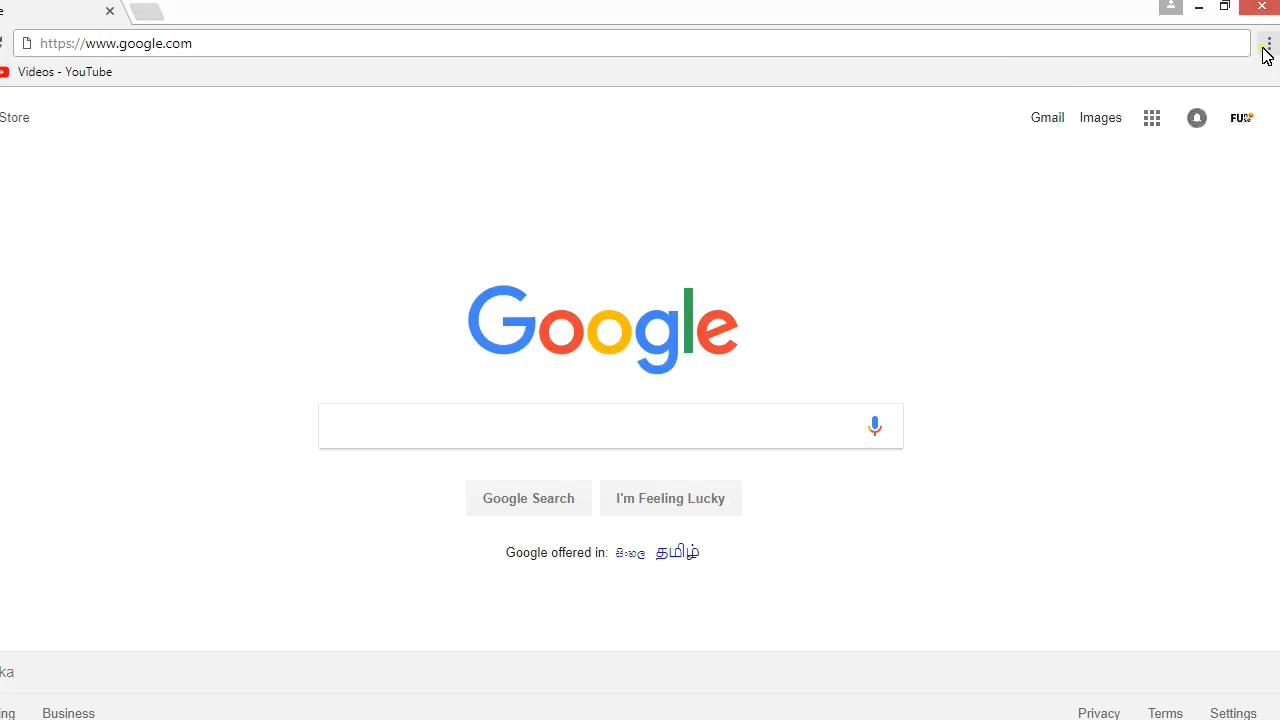 https://www.google.com
Videos - YouTube
Store
Gmail Images
Google
Google Search I'm Feeling Lucky
Google offered in: සිංහල தமிழ்
ka
ing Business
Privacy Terms Settings